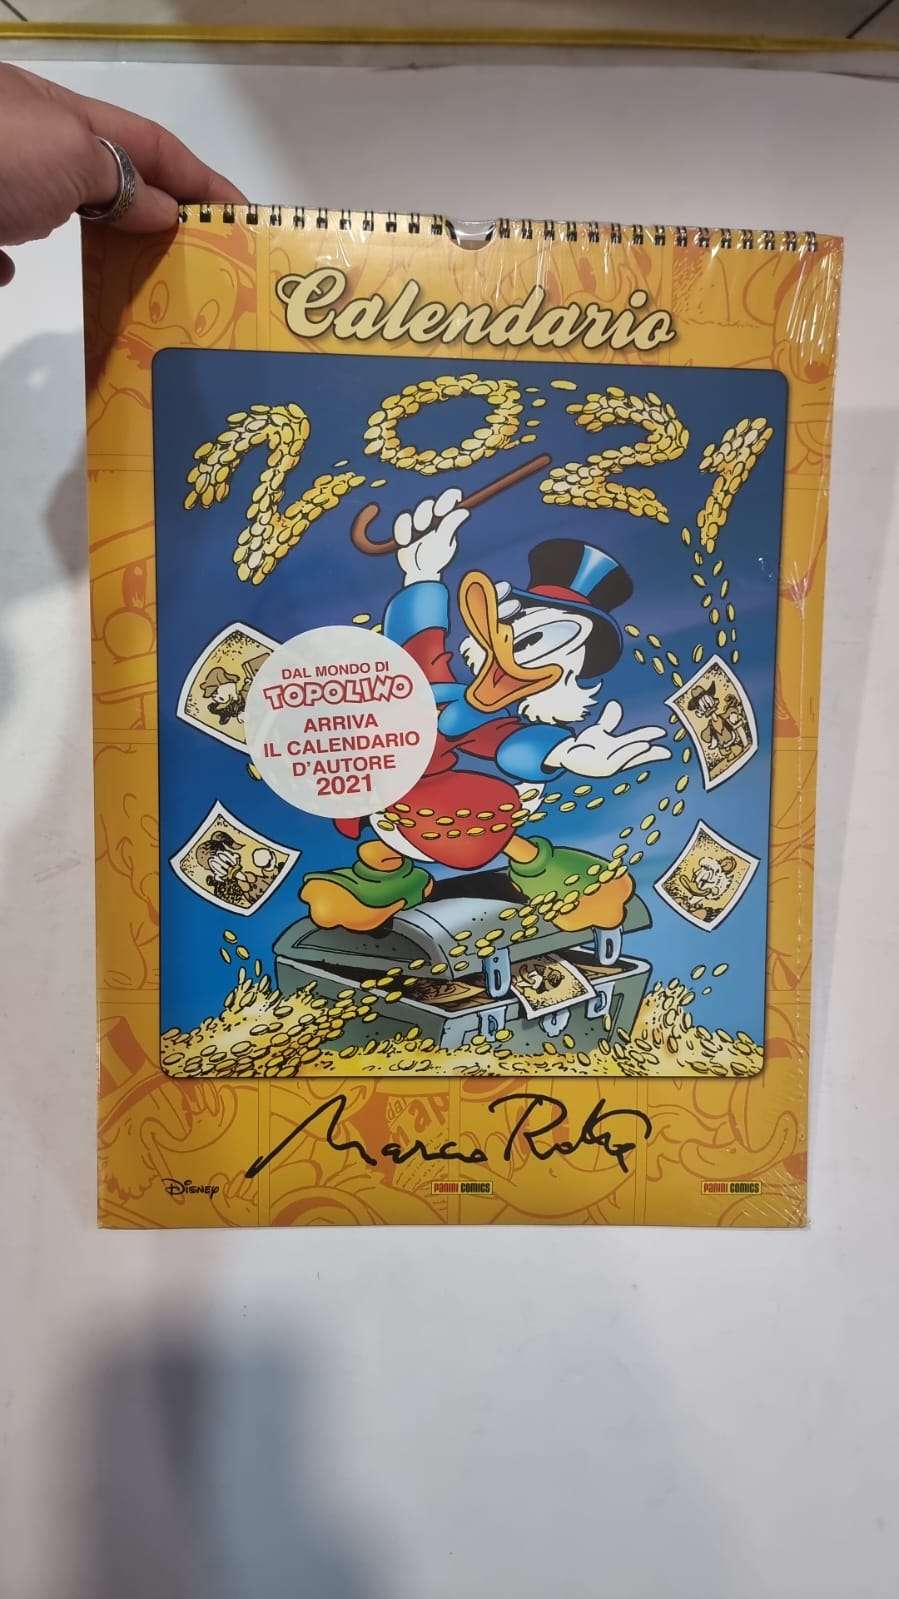 Calendario
2021
DAL MONDO DI
TOPOLINO
ARRIVA
IL CALENDARIO
D'AUTORE
2021
Marco Rota
DISNEY
PANINI COMICS
PANINI COMICS